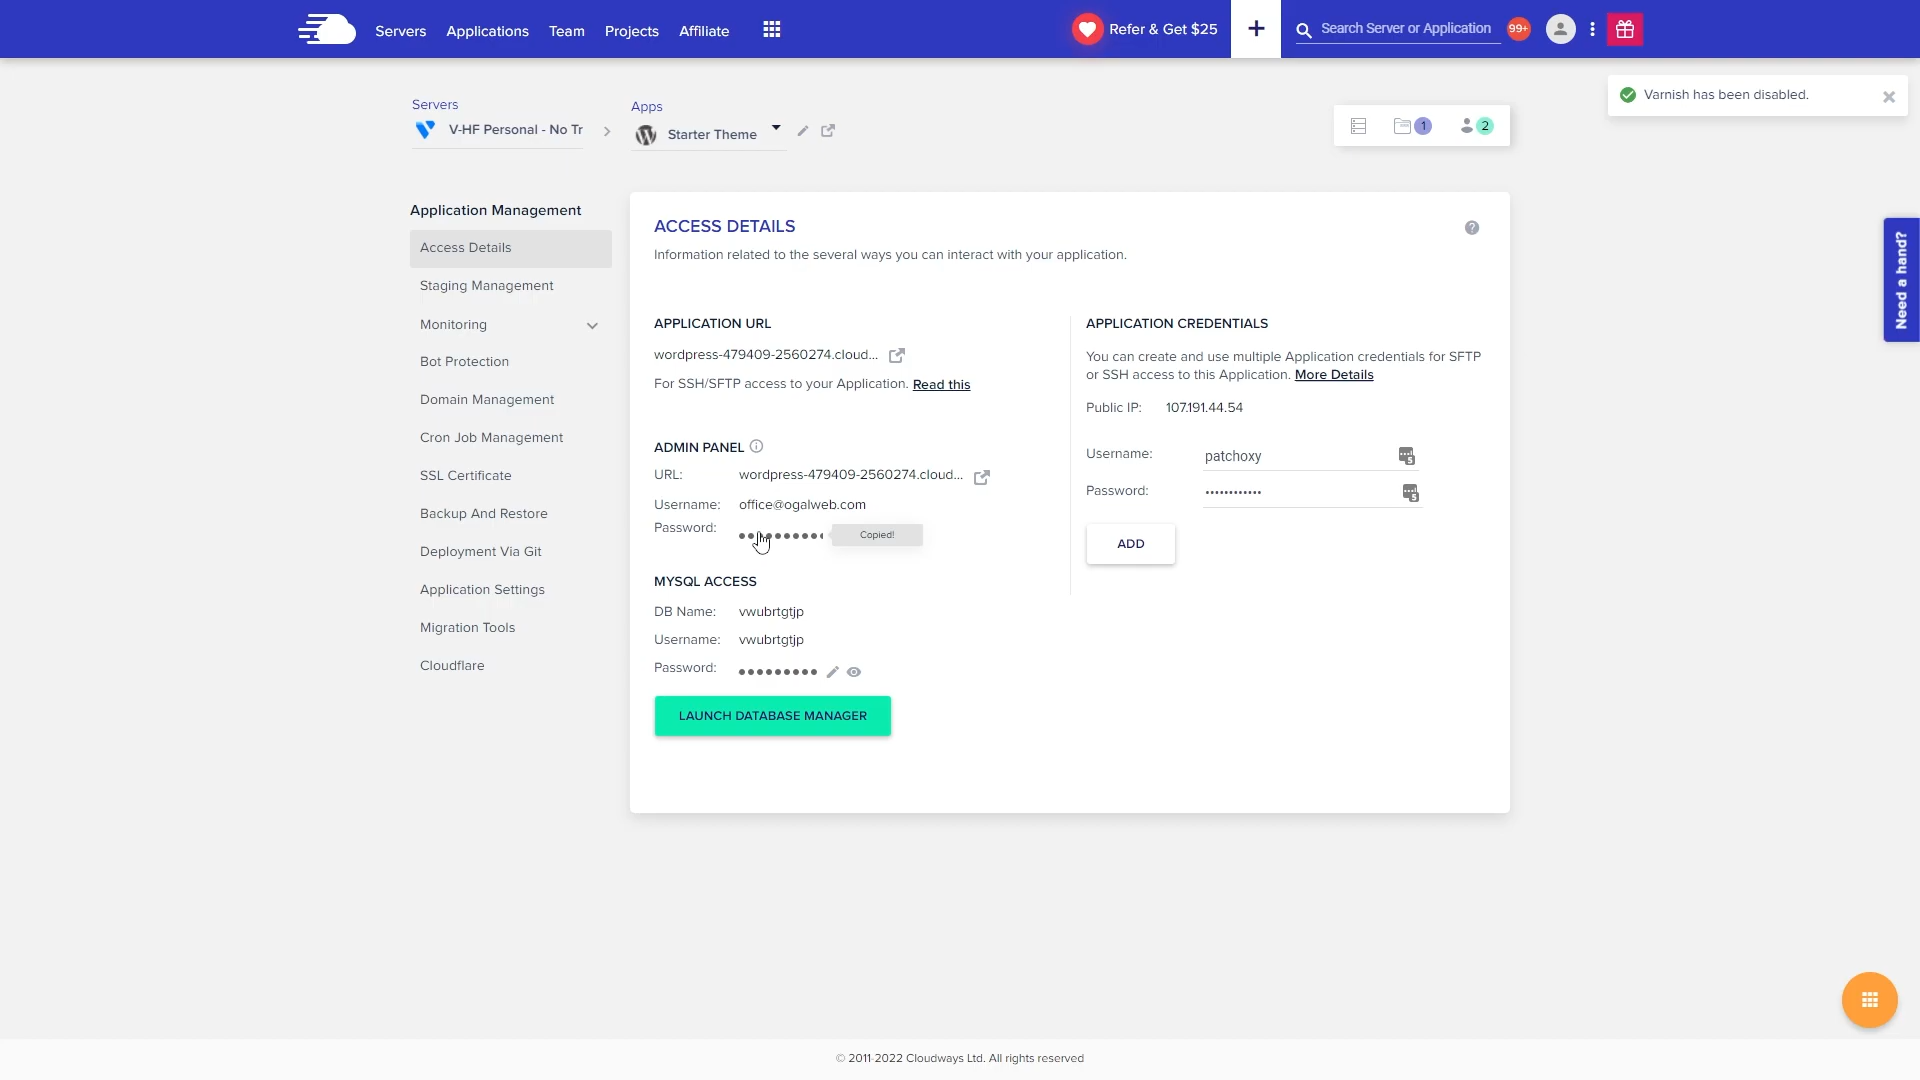 Servers
Applications
Team
Projects
Affiliate
Refer & Get $25
+
Search Server or Application
99+
Varnish has been disabled.
Servers
V-HF Personal - No Tr
Apps
Starter Theme
1
2
Application Management
Access Details
Staging Management
Monitoring
Bot Protection
Domain Management
Cron Job Management
SSL Certificate
Backup And Restore
Deployment Via Git
Application Settings
Migration Tools
Cloudflare
ACCESS DETAILS
Information related to the several ways you can interact with your application.
APPLICATION URL
wordpress-479409-2560274.cloud...
For SSH/SFTP access to your Application. Read this
ADMIN PANEL
URL: wordpress-479409-2560274.cloud...
Username: office@ogalweb.com
Password: ••••••••••
Copied!
MYSQL ACCESS
DB Name: vwubrtgtjp
Username: vwubrtgtjp
Password: •••••••••
LAUNCH DATABASE MANAGER
APPLICATION CREDENTIALS
You can create and use multiple Application credentials for SFTP
or SSH access to this Application. More Details
Public IP: 107.191.44.54
Username: patchoxy
Password: ••••••••••••
ADD
Need a hand?
© 2011-2022 Cloudways Ltd. All rights reserved